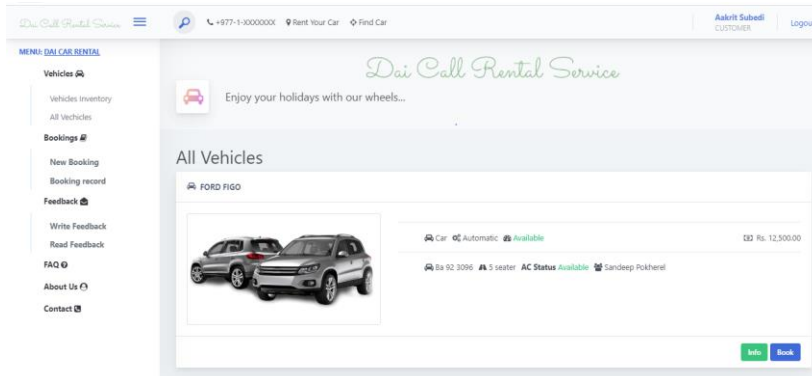 Dai Call Rental Service
+977-1-XXXXXXX Rent Your Car Find Car
Aakrit Subedi
CUSTOMER
Logou
MENU: DAI CAR RENTAL
Vehicles
Vehicles Inventory
All Vechicles
Bookings
New Booking
Booking record
Feedback
Write Feedback
Read Feedback
FAQ
About Us
Contact
Dai Call Rental Service
Enjoy your holidays with our wheels...
All Vehicles
FORD FIGO
Car Automatic Available Rs. 12,500.00
Ba 92 3096 5 seater AC Status Available Sandeep Pokherel
Info Book